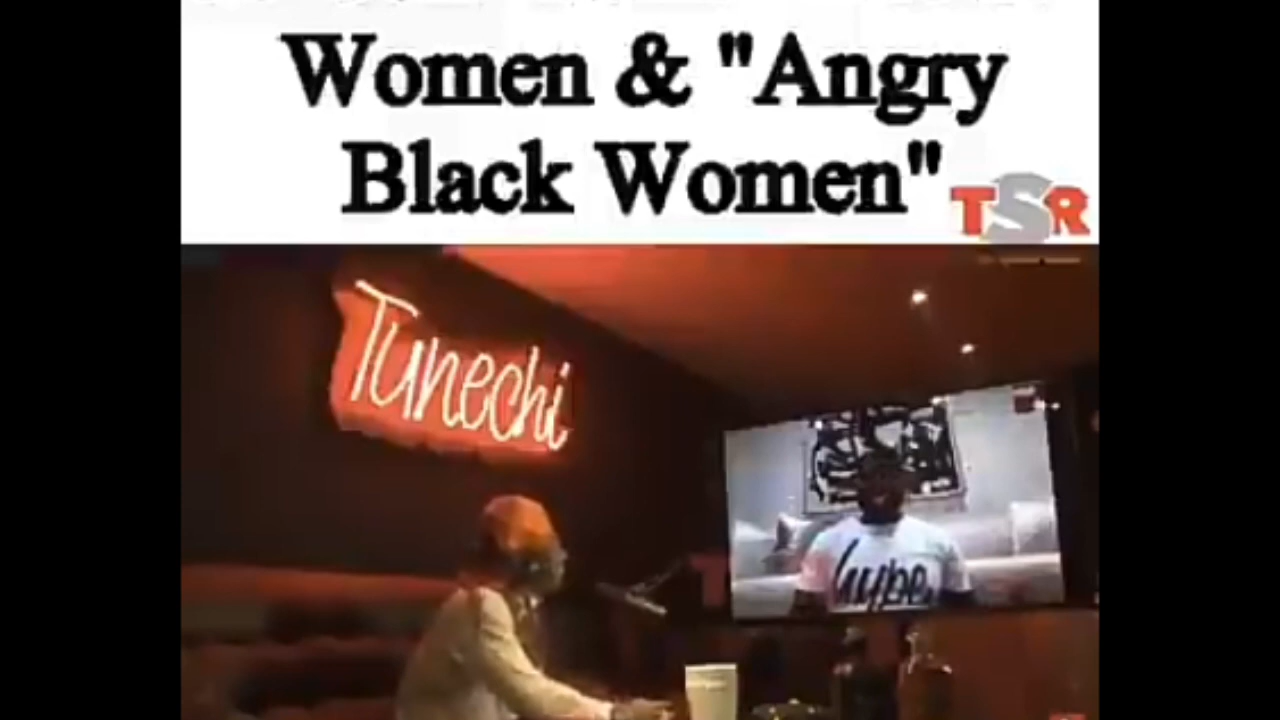 Women & "Angry
Black Women"
TSR
Tunechi
hype.